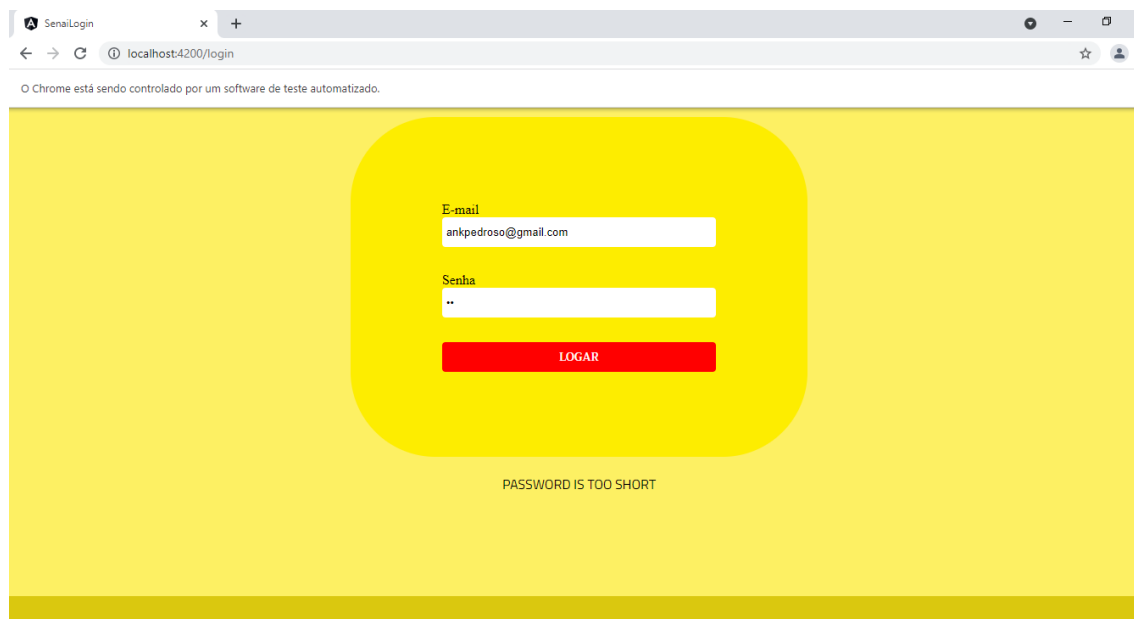 SenaiLogin
localhost:4200/login
O Chrome está sendo controlado por um software de teste automatizado.
E-mail
ankpedroso@gmail.com
Senha
••
LOGAR
PASSWORD IS TOO SHORT